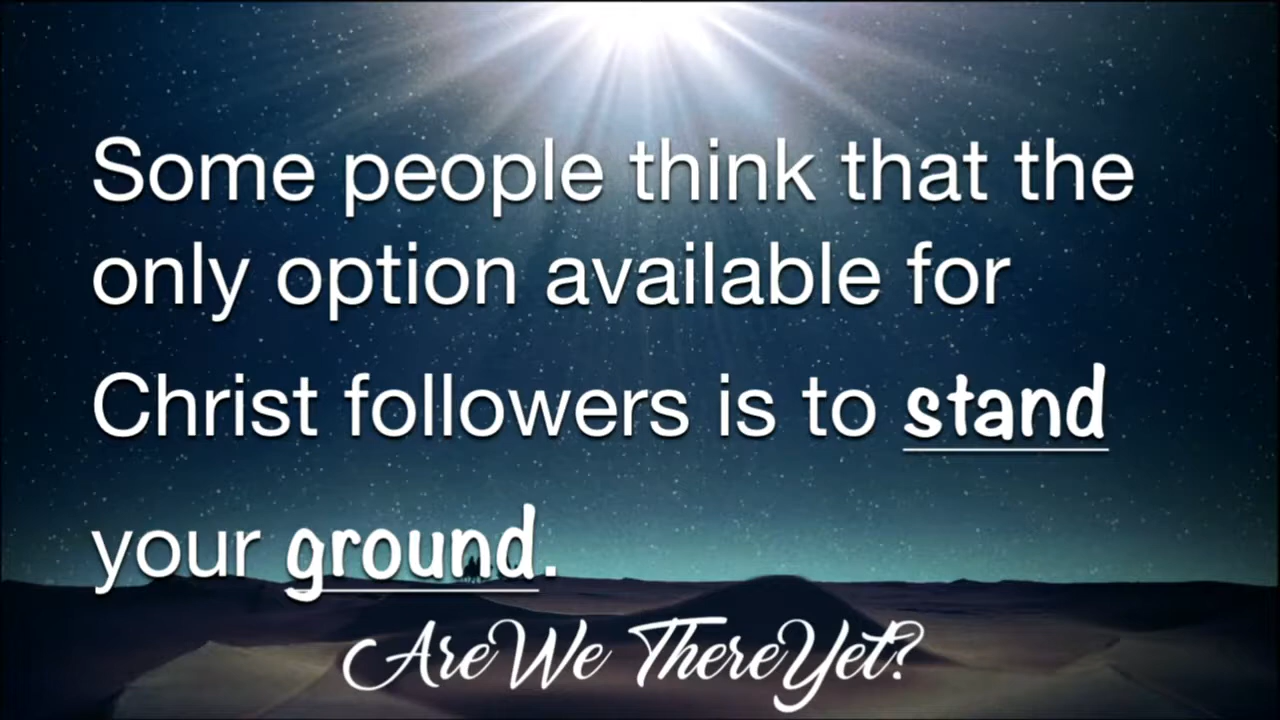 Some people think that the
only option available for
Christ followers is to stand
your ground.
Are We There Yet?